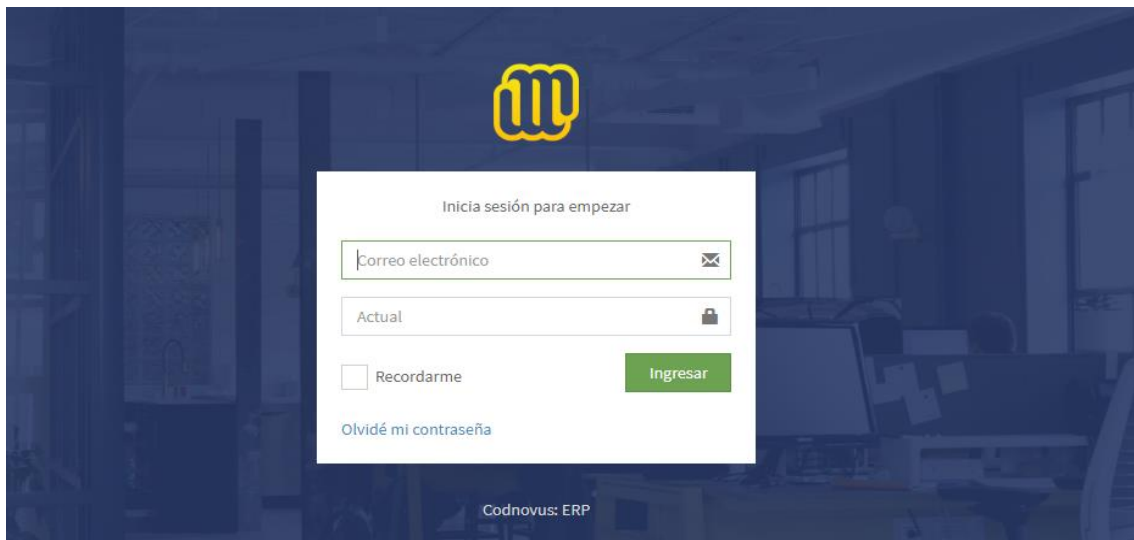 Inicia sesión para empezar
Correo electrónico
Actual
Recordarme
Ingresar
Olvidé mi contraseña
Codnovus: ERP